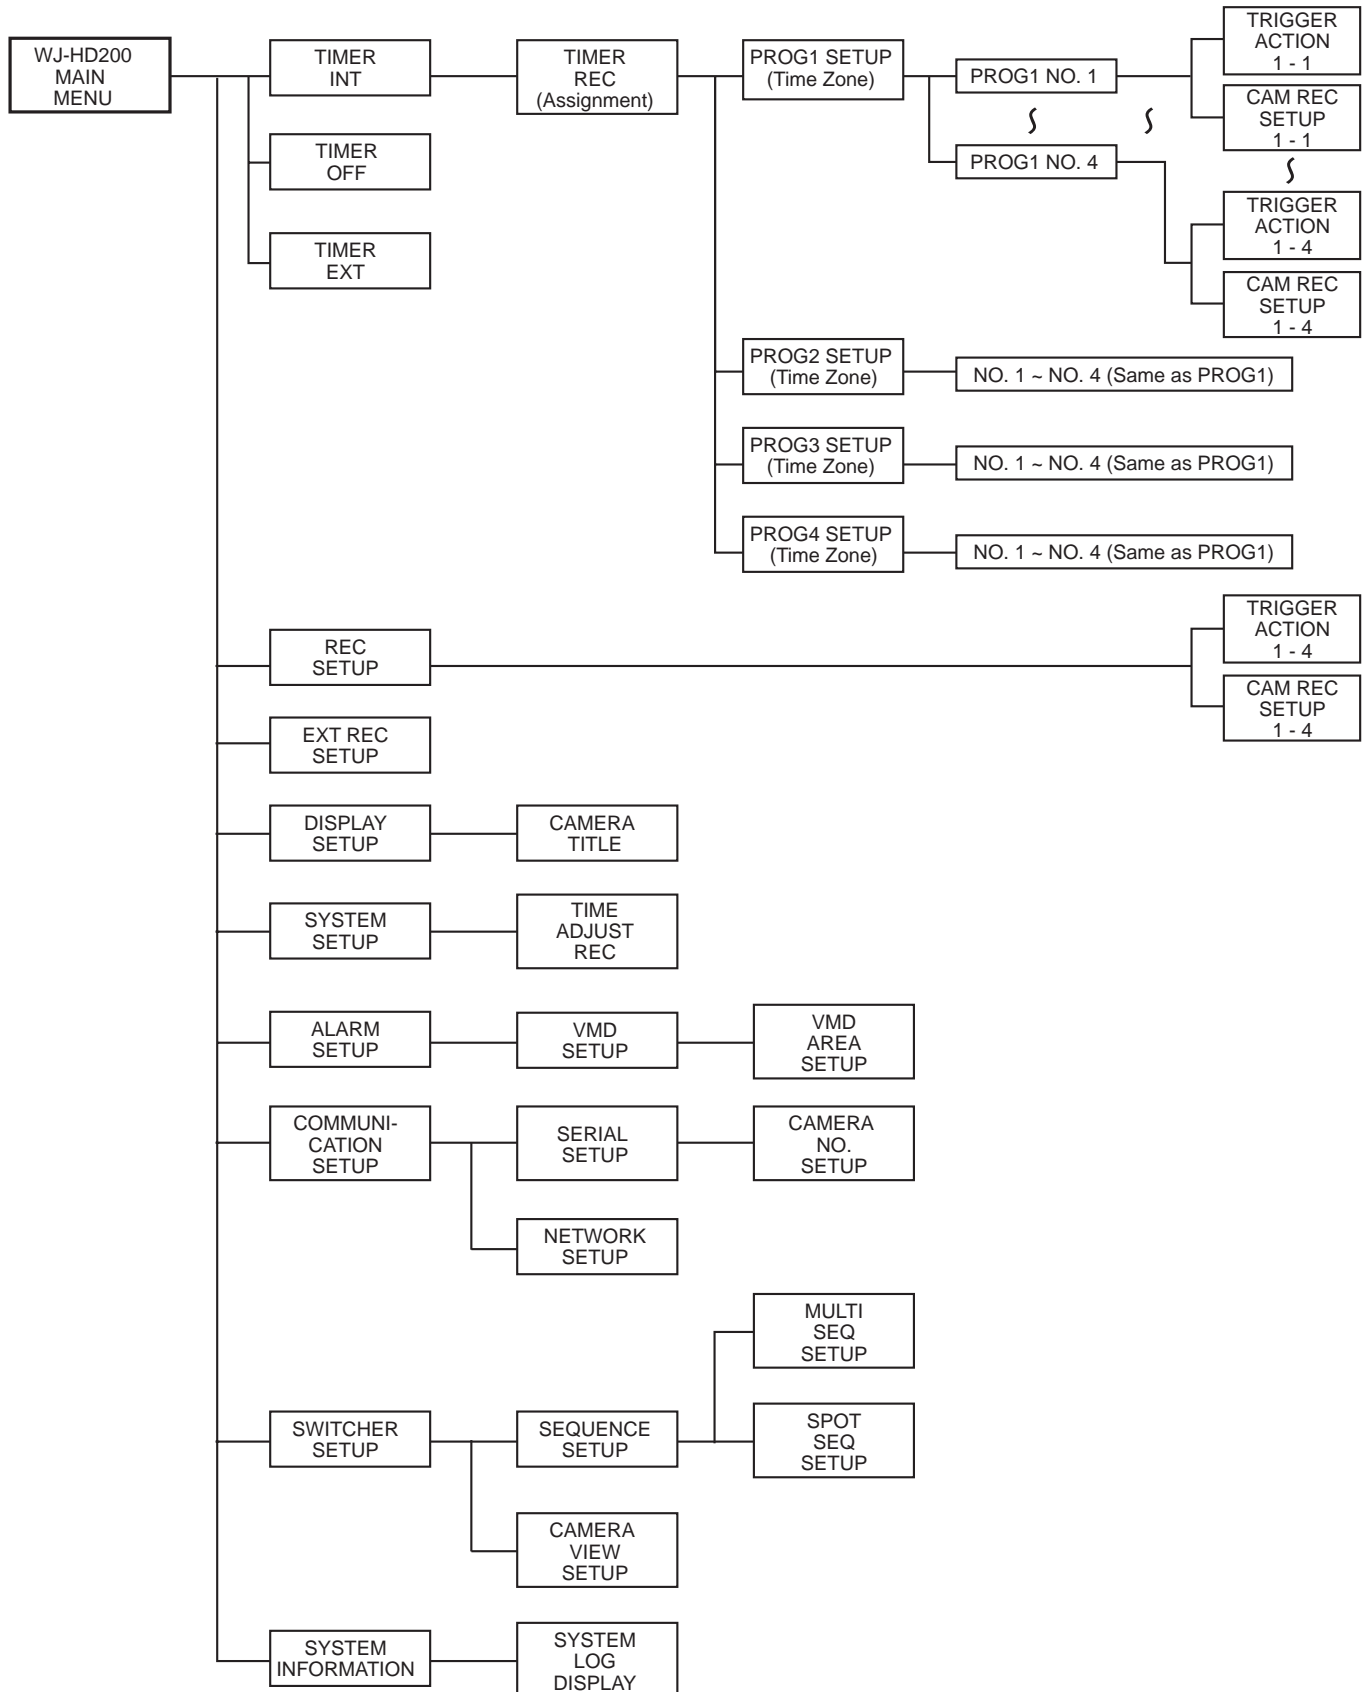 WJ-HD200
MAIN
MENU
TIMER
INT
TIMER
REC
(Assignment)
PROG1 SETUP
(Time Zone)
PROG1 NO. 1
TRIGGER
ACTION
1 - 1
CAM REC
SETUP
1 - 1
TIMER
OFF
PROG1 NO. 4
TRIGGER
ACTION
1 - 4
CAM REC
SETUP
1 - 4
TIMER
EXT
PROG2 SETUP
(Time Zone)
NO. 1 ~ NO. 4 (Same as PROG1)
PROG3 SETUP
(Time Zone)
NO. 1 ~ NO. 4 (Same as PROG1)
PROG4 SETUP
(Time Zone)
NO. 1 ~ NO. 4 (Same as PROG1)
REC
SETUP
TRIGGER
ACTION
1 - 4
CAM REC
SETUP
1 - 4
EXT REC
SETUP
DISPLAY
SETUP
CAMERA
TITLE
SYSTEM
SETUP
TIME
ADJUST
REC
ALARM
SETUP
VMD
SETUP
VMD
AREA
SETUP
COMMUNI-
CATION
SETUP
SERIAL
SETUP
CAMERA
NO.
SETUP
NETWORK
SETUP
MULTI
SEQ
SETUP
SWITCHER
SETUP
SEQUENCE
SETUP
SPOT
SEQ
SETUP
CAMERA
VIEW
SETUP
SYSTEM
INFORMATION
SYSTEM
LOG
DISPLAY